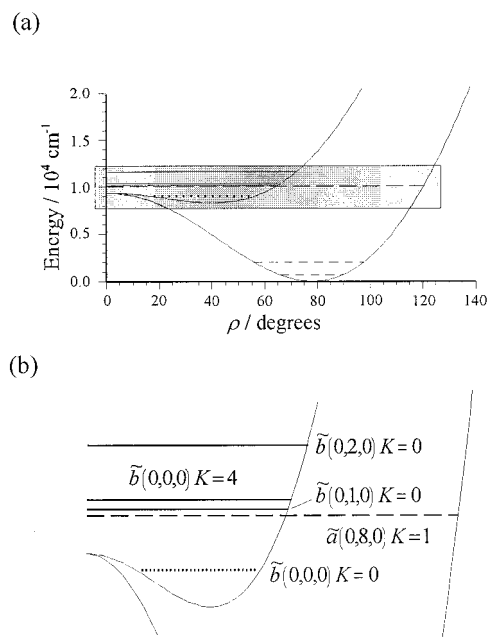 (a)
2.0
1.5
1.0
0.5
0.0
Energy / 10⁴ cm⁻¹
0 20 40 60 80 100 120 140
ρ / degrees
(b)
b̃(0,2,0) K = 0
b̃(0,0,0) K = 4
b̃(0,1,0) K = 0
ã(0,8,0) K = 1
b̃(0,0,0) K = 0